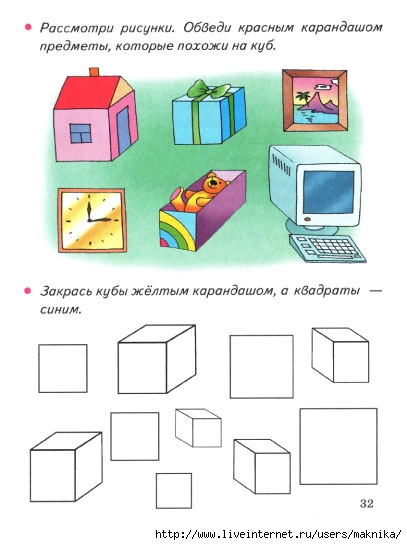 Рассмотри рисунки. Обведи красным карандашом
предметы, которые похожи на куб.
Закрась кубы жёлтым карандашом, а квадраты —
синим.
32
http://www.liveinternet.ru/users/maknika/